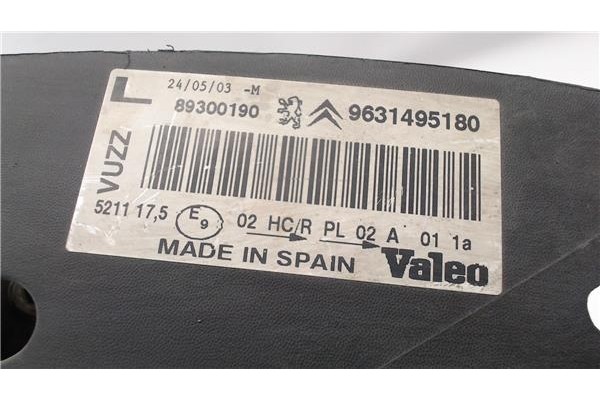 L 24/05/03 -M
89300190 9631495180
VUZZ
5211 17,5 E9 02 HC/R PL 02 A 01 1a
MADE IN SPAIN Valeo